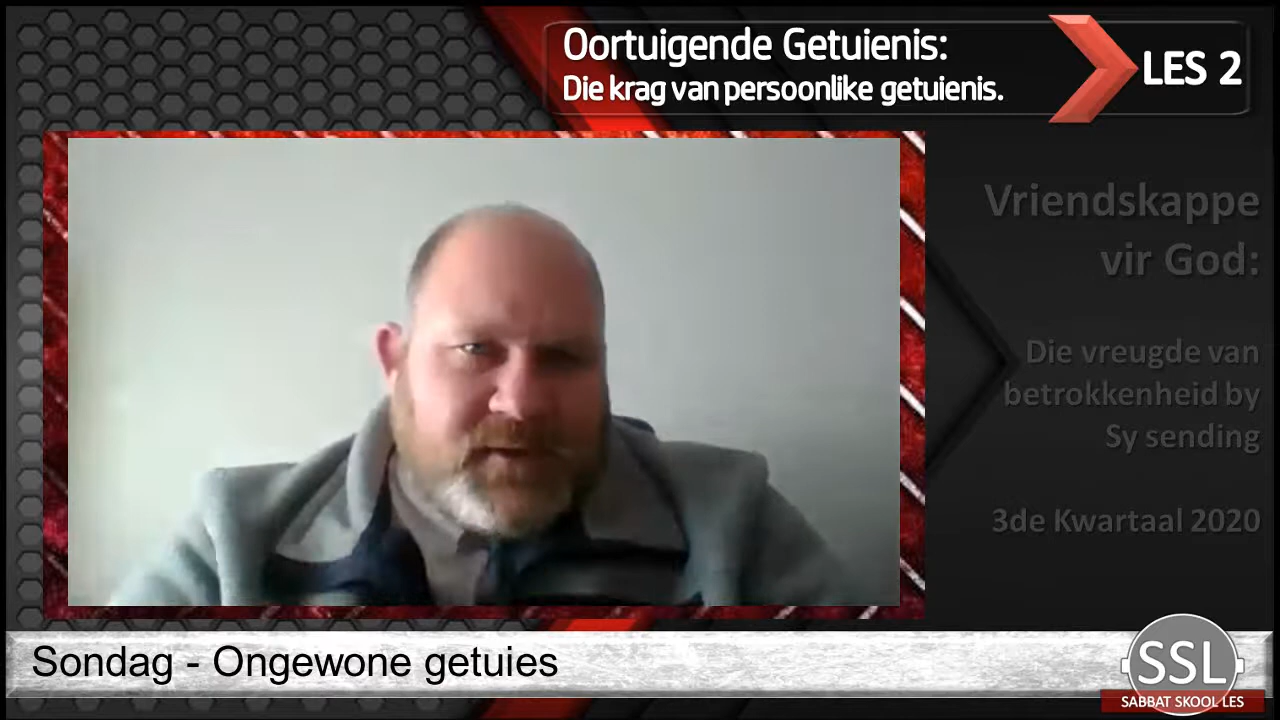 Oortuigende Getuienis:
Die krag van persoonlike getuienis.
LES 2
Vriendskappe
vir God:
Die vreugde van
betrokkenheid by
Sy sending
3de Kwartaal 2020
Sondag - Ongewone getuies
SSL
SABBAT SKOOL LES